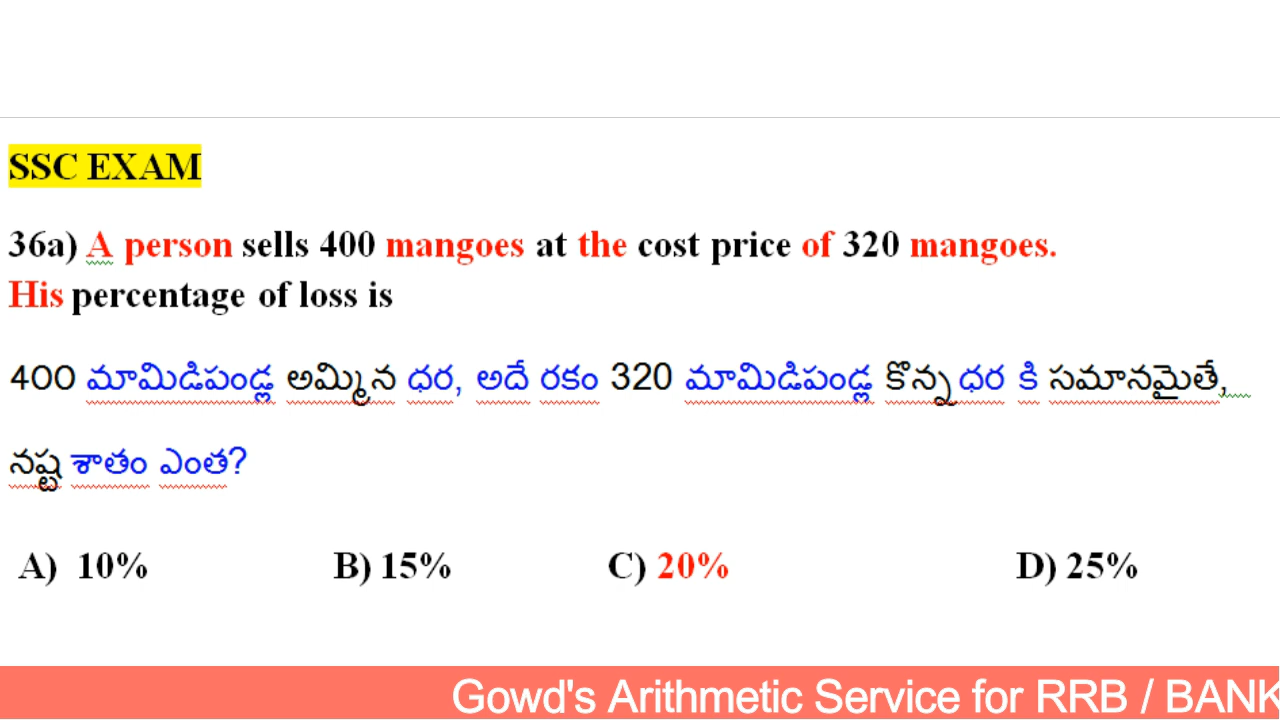 SSC EXAM
36a) A person sells 400 mangoes at the cost price of 320 mangoes.
His percentage of loss is
400 మామిడిపండ్ల అమ్మిన ధర, అదే రకం 320 మామిడిపండ్ల కొన్న ధర కి సమానమైతే,
నష్ట శాతం ఎంత?
A) 10% B) 15% C) 20% D) 25%
Gowd's Arithmetic Service for RRB / BANK